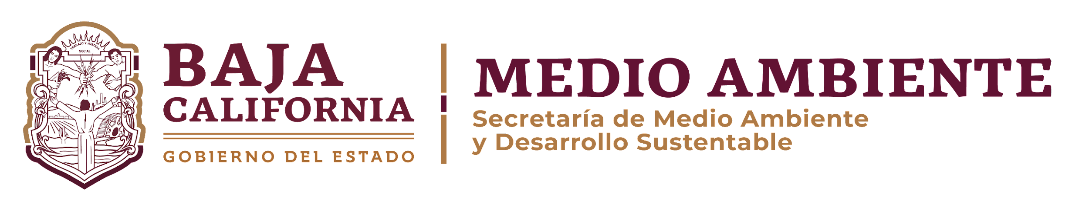 BAJA
CALIFORNIA
GOBIERNO DEL ESTADO
MEDIO AMBIENTE
Secretaría de Medio Ambiente
y Desarrollo Sustentable